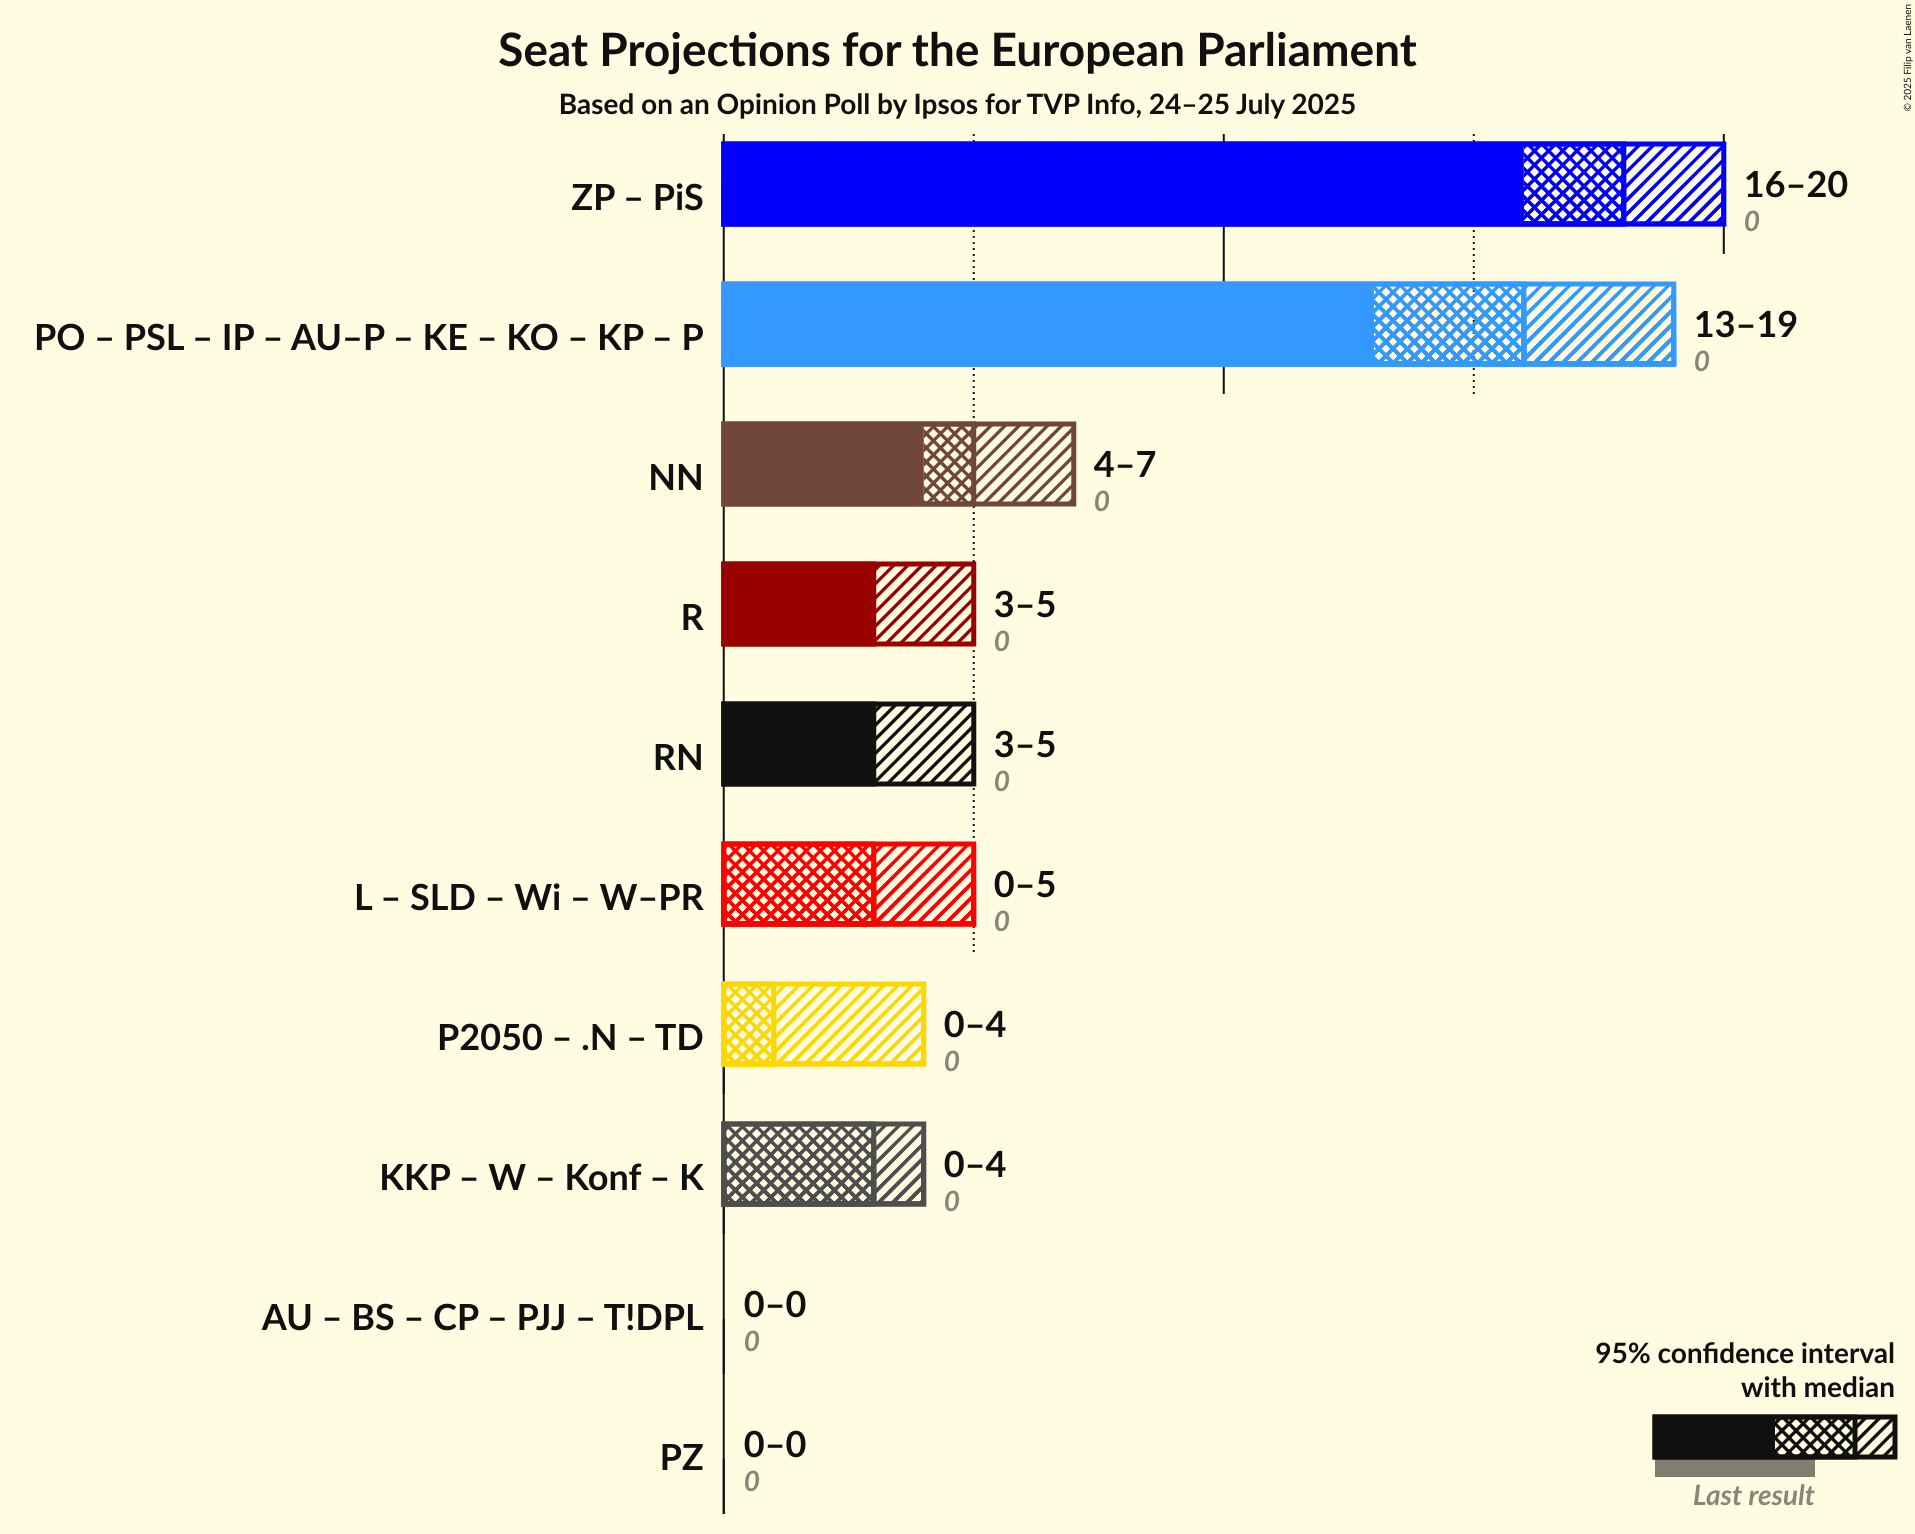 Seat Projections for the European Parliament
Based on an Opinion Poll by Ipsos for TVP Info, 24–25 July 2025
© 2025 Filip van Laenen
ZP – PiS
16–20
0
PO – PSL – IP – AU–P – KE – KO – KP – P
13–19
0
NN
4–7
0
R
3–5
0
RN
3–5
0
L – SLD – Wi – W–PR
0–5
0
P2050 – .N – TD
0–4
0
KKP – W – Konf – K
0–4
0
AU – BS – CP – PJJ – T!DPL
0–0
0
PZ
0–0
0
95% confidence interval
with median
Last result